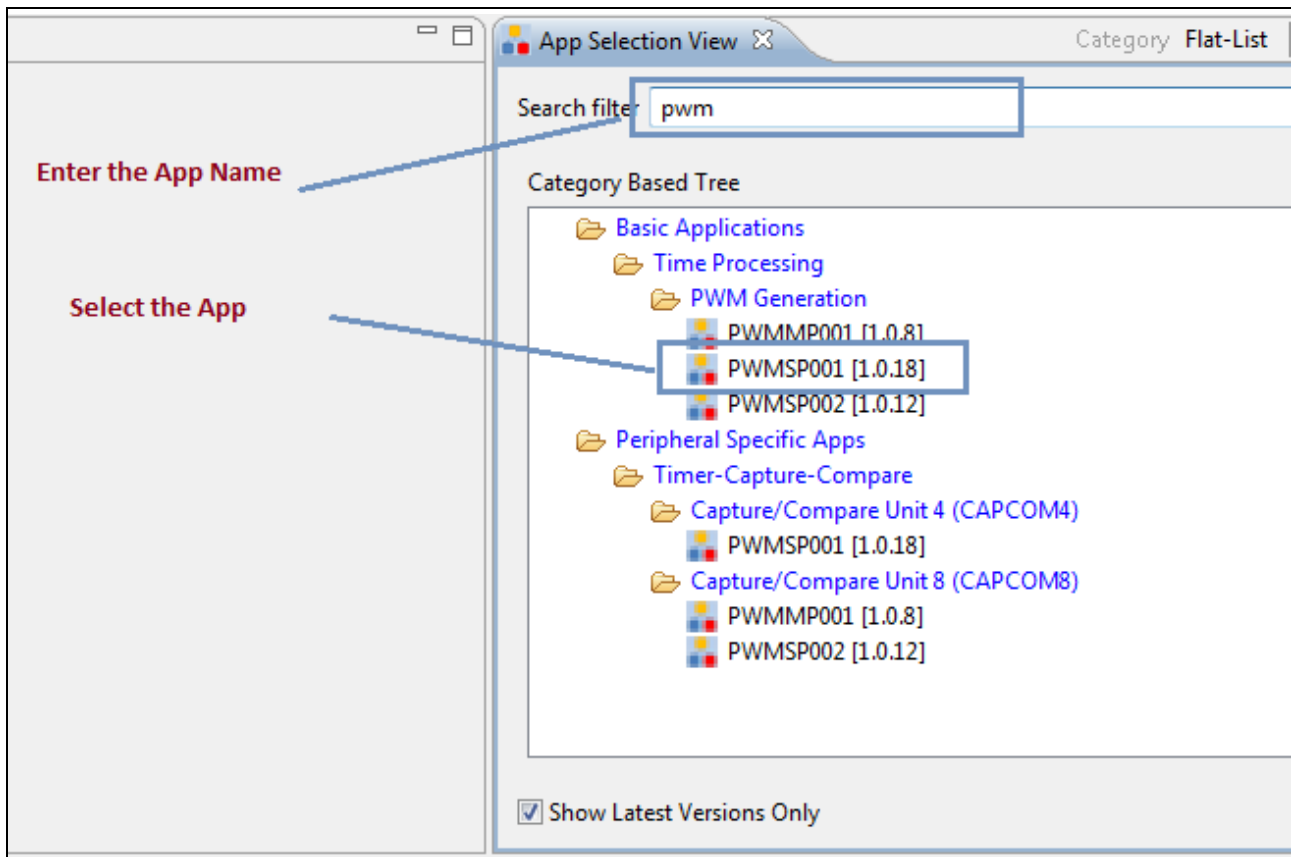 App Selection View
Category Flat-List
Search filter pwm
Enter the App Name
Category Based Tree
Basic Applications
Time Processing
PWM Generation
Select the App
PWMMP001 [1.0.8]
PWMSP001 [1.0.18]
PWMSP002 [1.0.12]
Peripheral Specific Apps
Timer-Capture-Compare
Capture/Compare Unit 4 (CAPCOM4)
PWMSP001 [1.0.18]
Capture/Compare Unit 8 (CAPCOM8)
PWMMP001 [1.0.8]
PWMSP002 [1.0.12]
Show Latest Versions Only